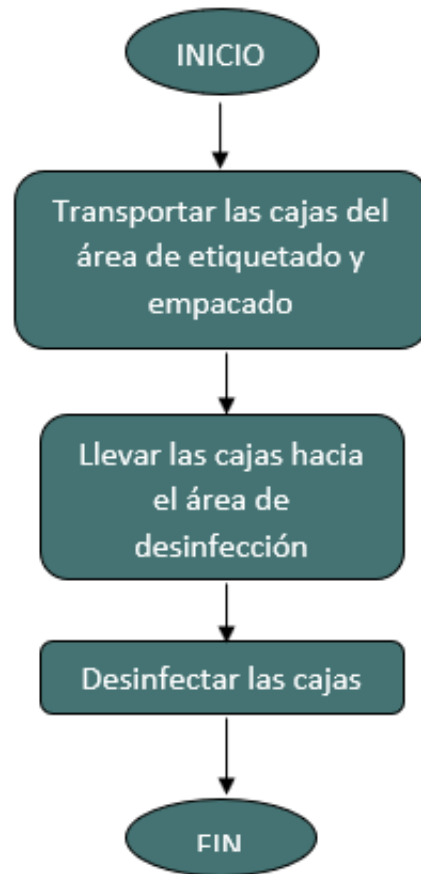 INICIO
Transportar las cajas del
área de etiquetado y
empacado
Llevar las cajas hacia
el área de
desinfección
Desinfectar las cajas
FIN